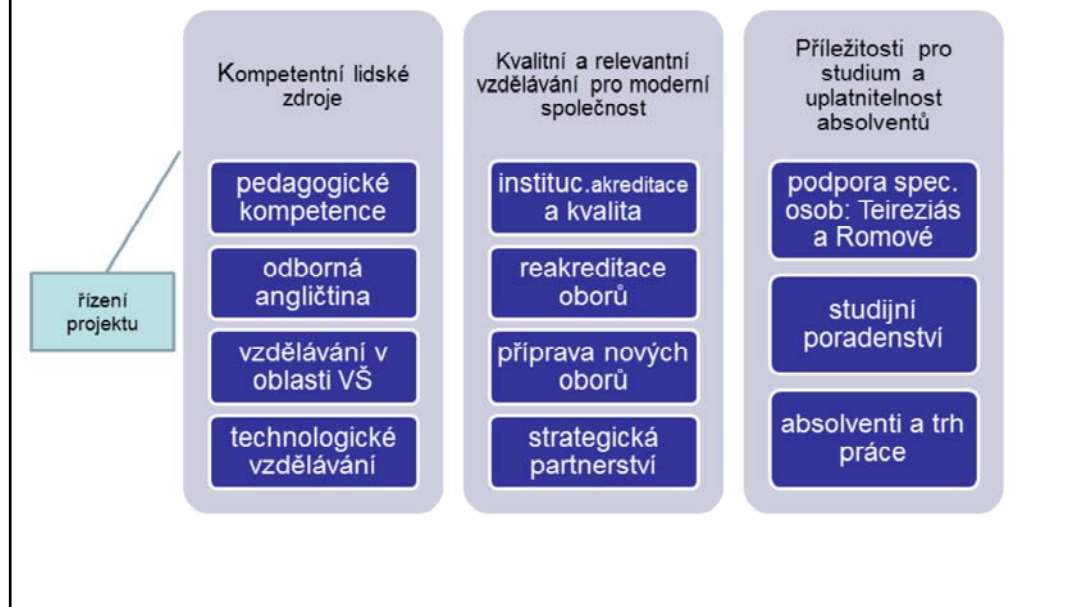 Kompetentní lidské
zdroje
pedagogické
kompetence
odborná
angličtina
vzdělávání v
oblasti VŠ
technologické
vzdělávání
Kvalitní a relevantní
vzdělávání pro moderní
společnost
instituc.akreditace
a kvalita
reakreditace
oborů
příprava nových
oborů
strategická
partnerství
Příležitosti pro
studium a
uplatnitelnost
absolventů
podpora spec.
osob: Teireziás
a Romové
studijní
poradenství
absolventi a trh
práce
řízení
projektu